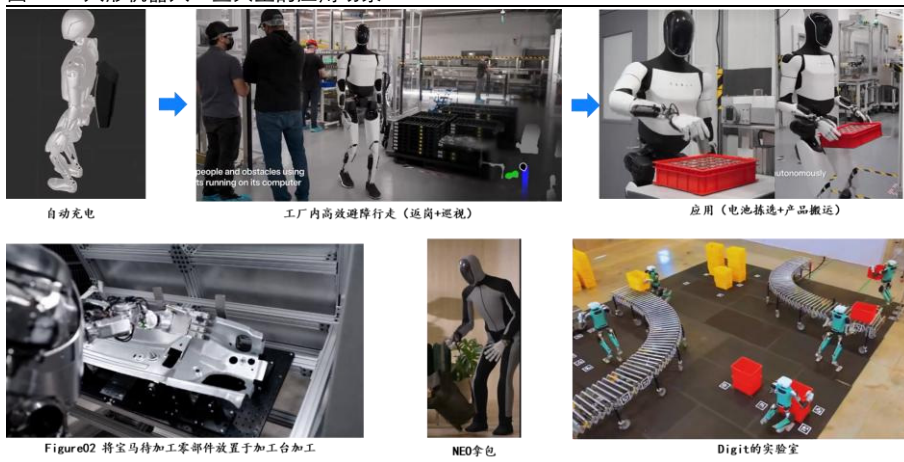 people and obstacles using
ts running on its computer
autonomously
自动充电
工厂内高效避障行走（返岗+巡视）
应用（电池拣选+产品搬运）
Figure02 将宝马待加工零部件放置于加工台加工
NEO拿包
Digit的实验室